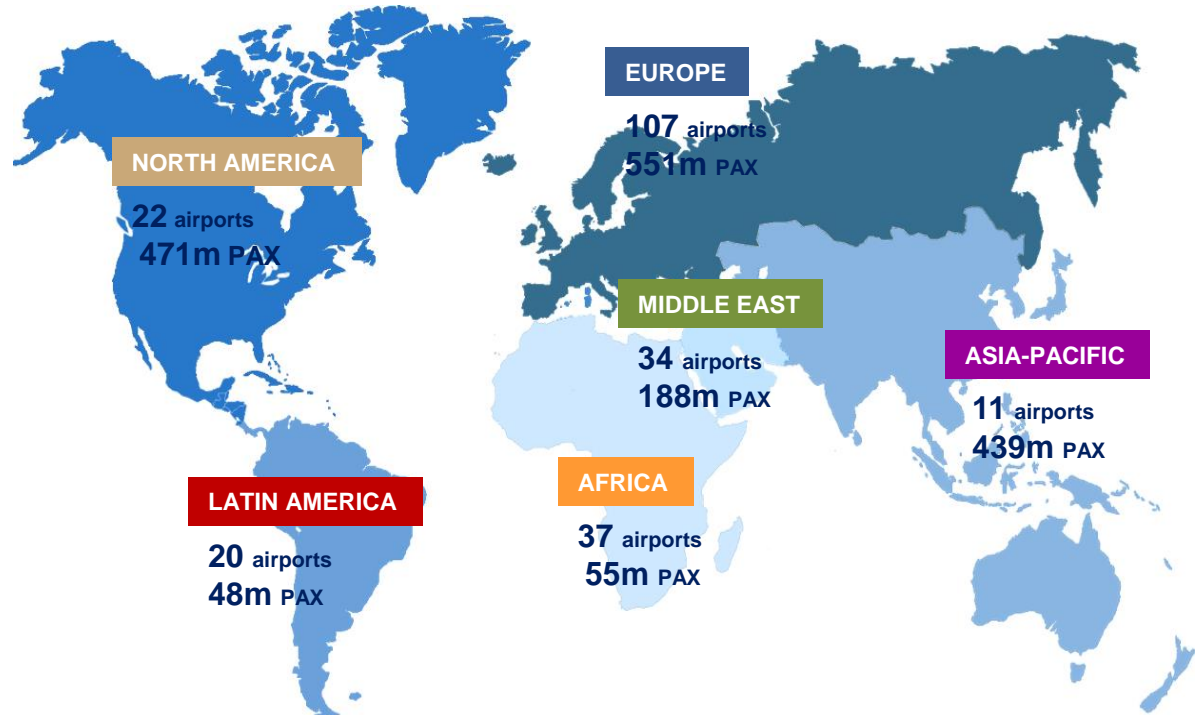 EUROPE
107 airports
551m PAX
NORTH AMERICA
22 airports
471m PAX
MIDDLE EAST
34 airports
188m PAX
ASIA-PACIFIC
11 airports
439m PAX
LATIN AMERICA
20 airports
48m PAX
AFRICA
37 airports
55m PAX